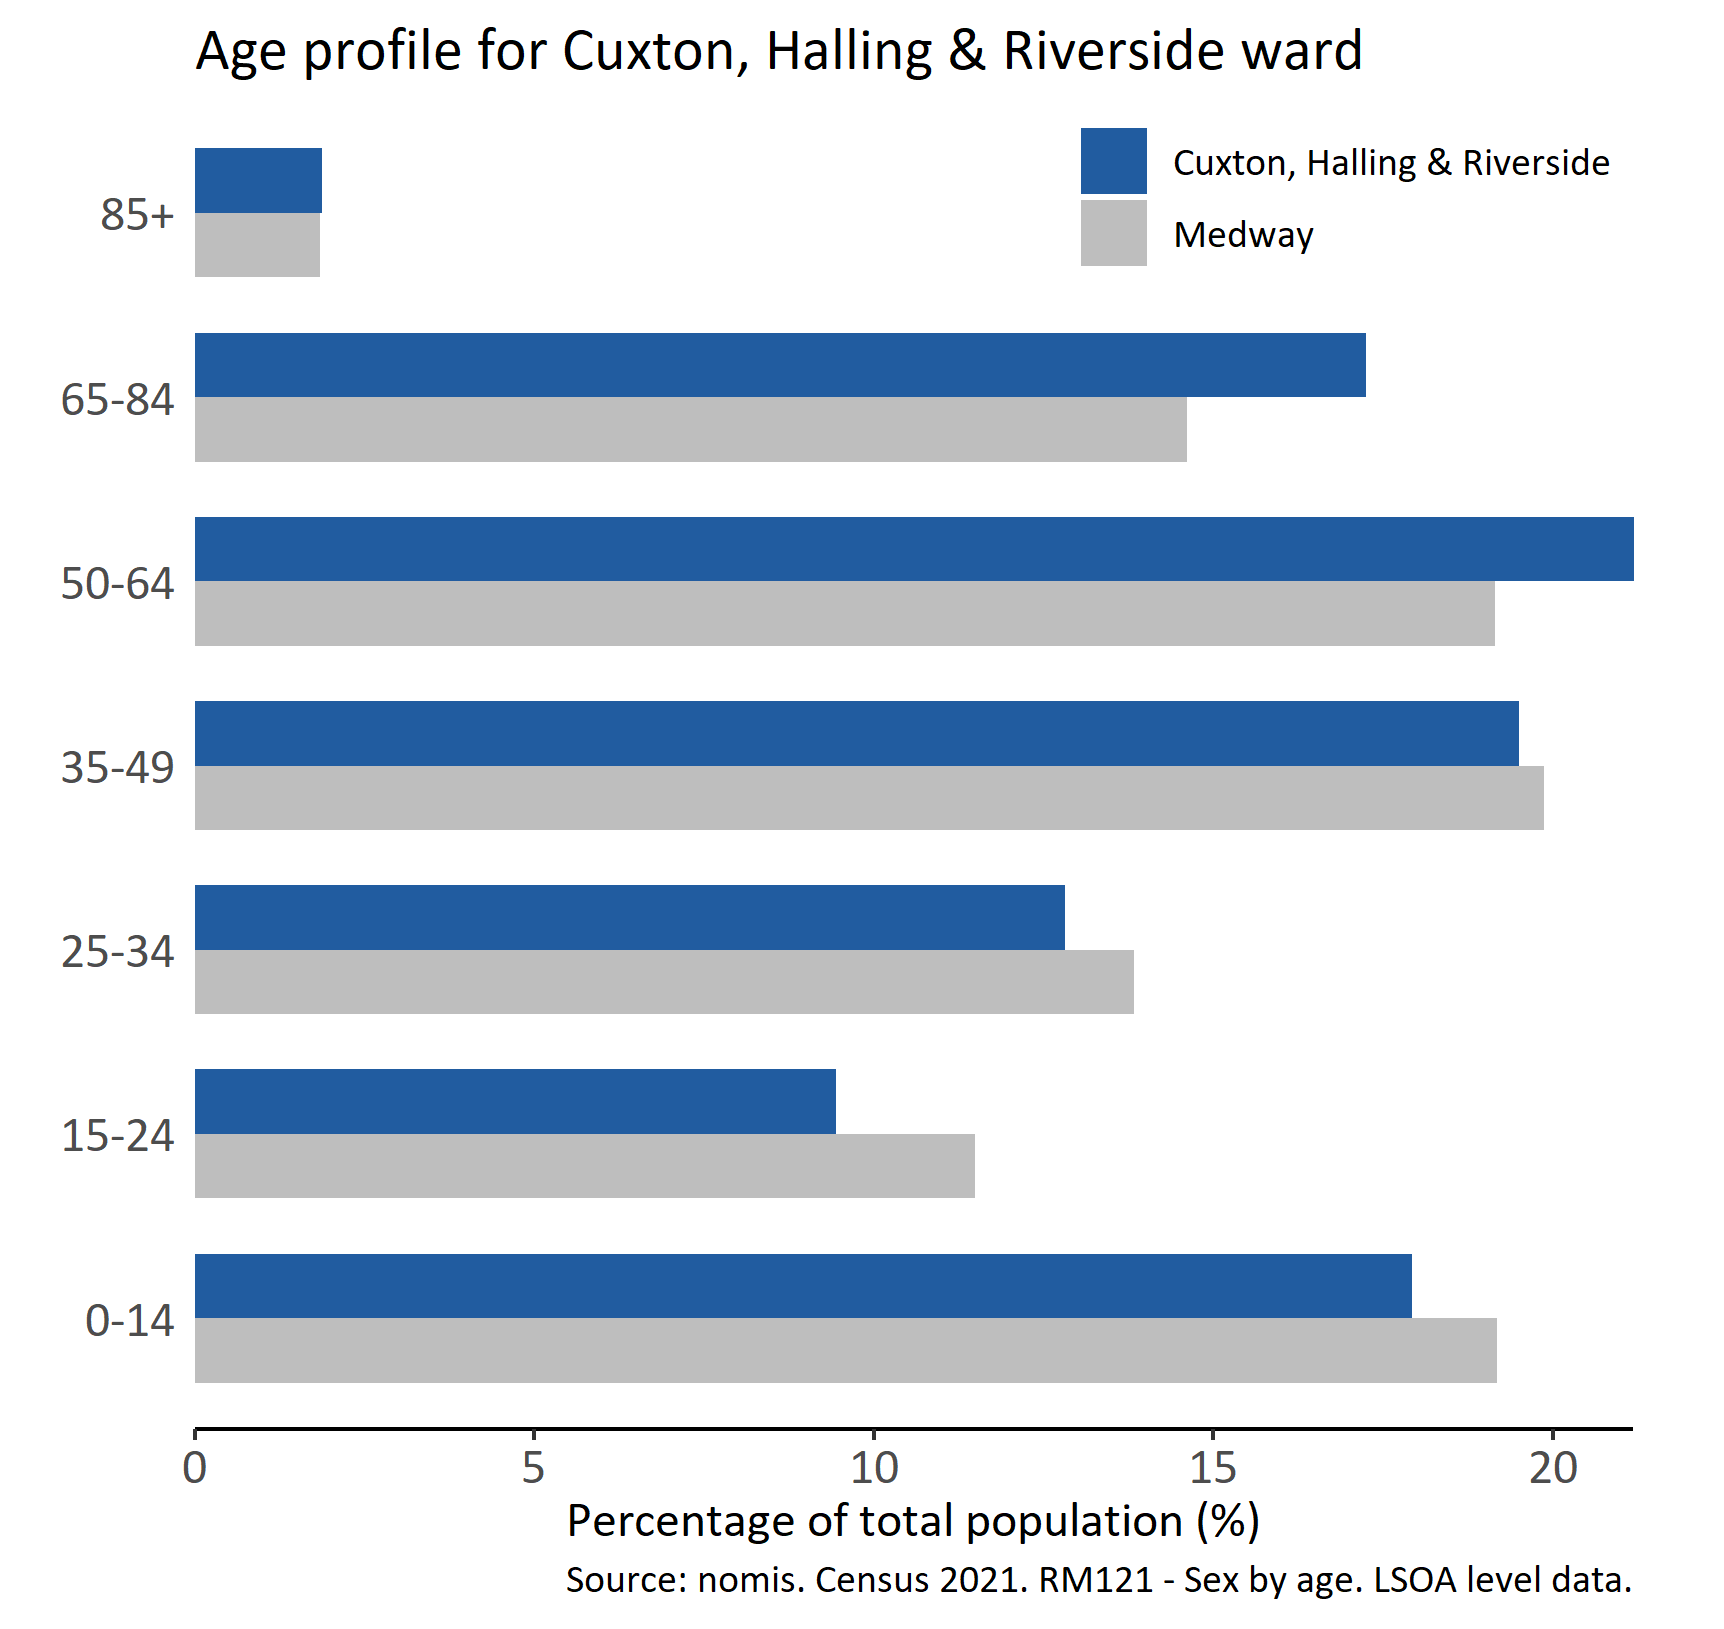 Age profile for Cuxton, Halling & Riverside ward
Cuxton, Halling & Riverside
Medway
85+
65-84
50-64
35-49
25-34
15-24
0-14
0 5 10 15 20
Percentage of total population (%)
Source: nomis. Census 2021. RM121 - Sex by age. LSOA level data.